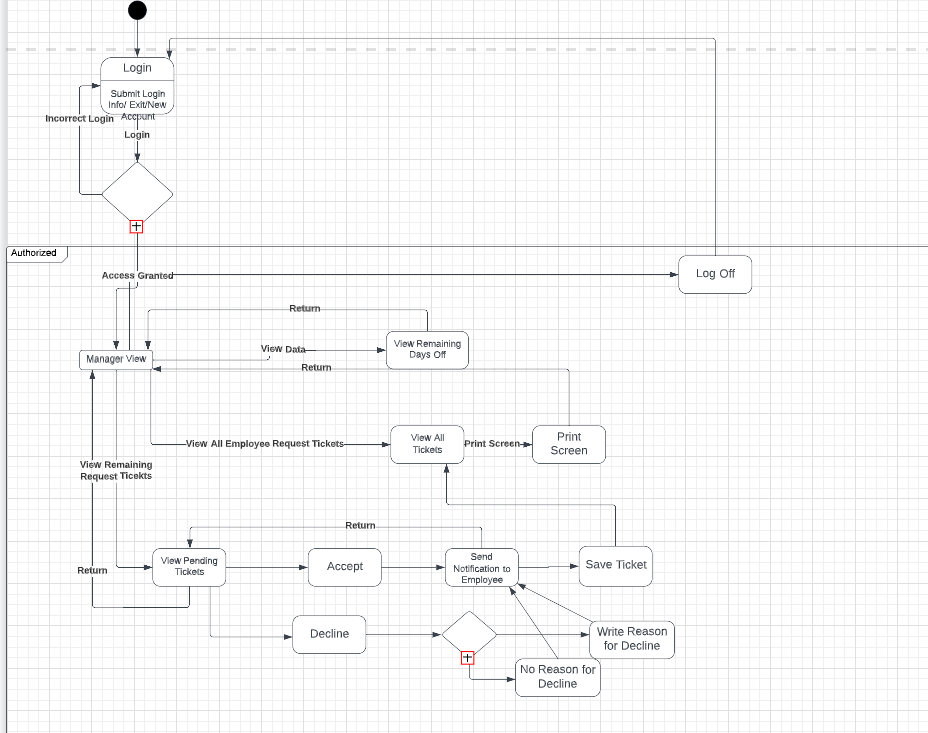 Login
Submit Login
Info/ Exit/New
Account
Incorrect Login
Login
Authorized
Access Granted
Log Off
Return
View Remaining
Days Off
View Data
Manager View
Return
View All Employee Request Tickets
View All
Tickets
Print Screen
Print
Screen
View Remaining
Request Ticekts
Return
View Pending
Tickets
Accept
Send
Notification to
Employee
Save Ticket
Return
Decline
Write Reason
for Decline
No Reason for
Decline